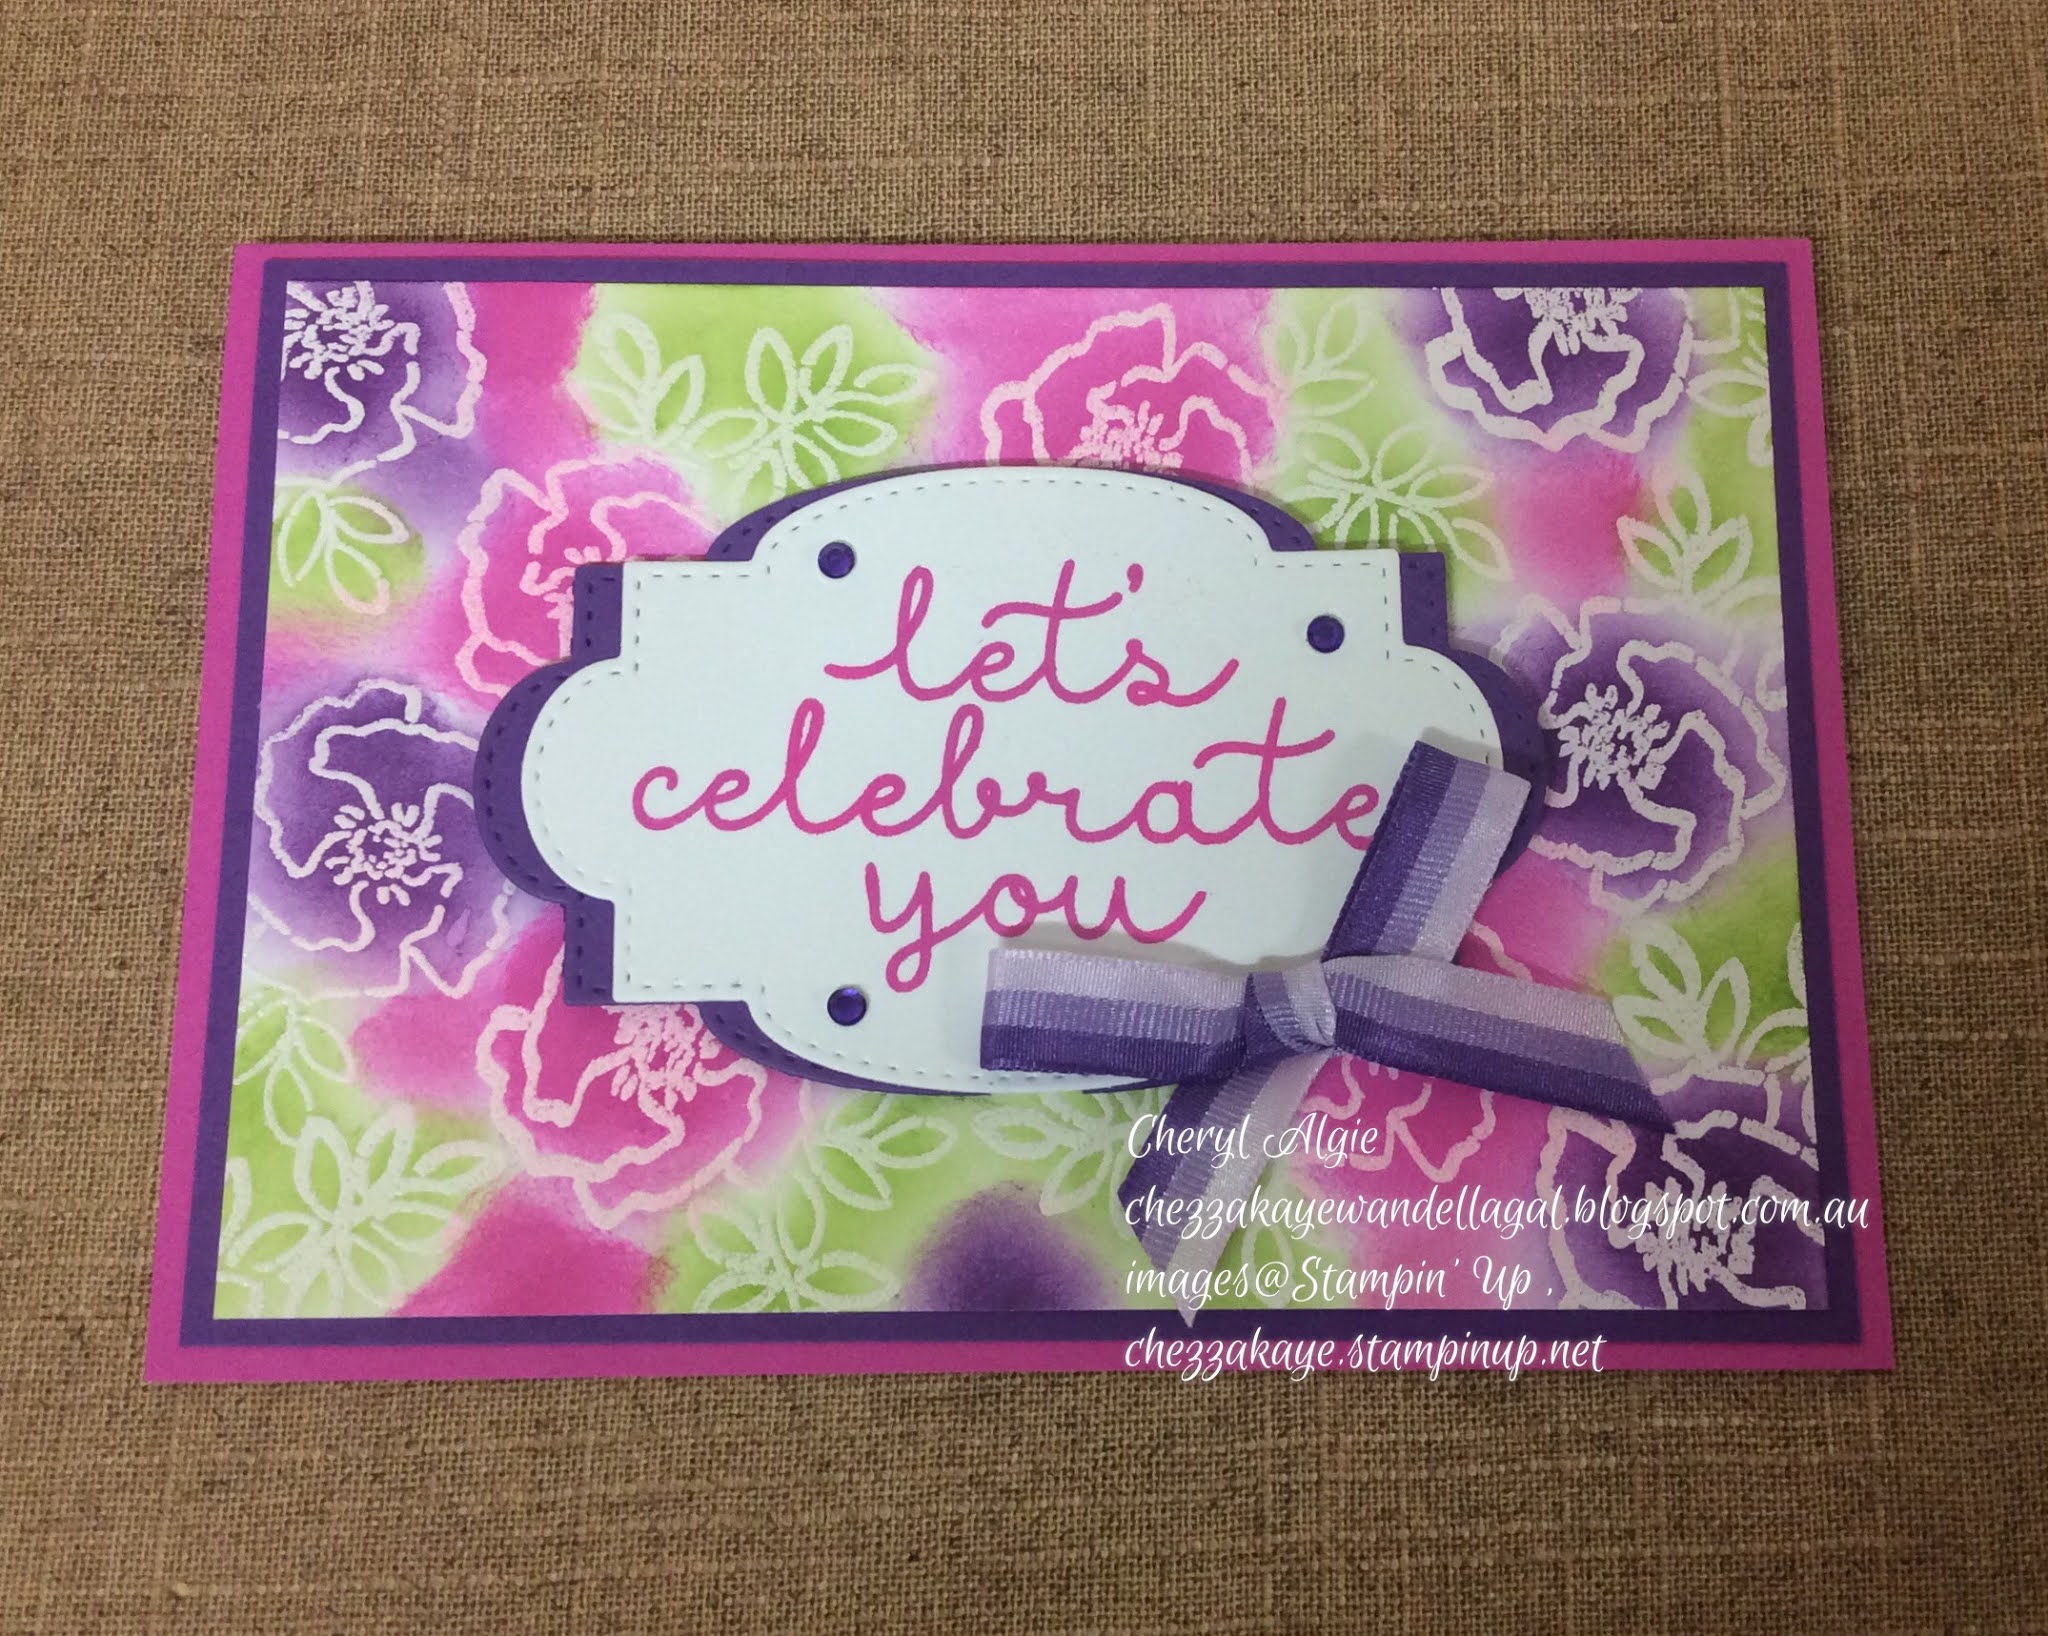 let's
celebrate
you
Cheryl Algie
chezzakayewandellagal.blogspot.com.au
images@Stampin' Up .
chezzakaye.stampinup.net